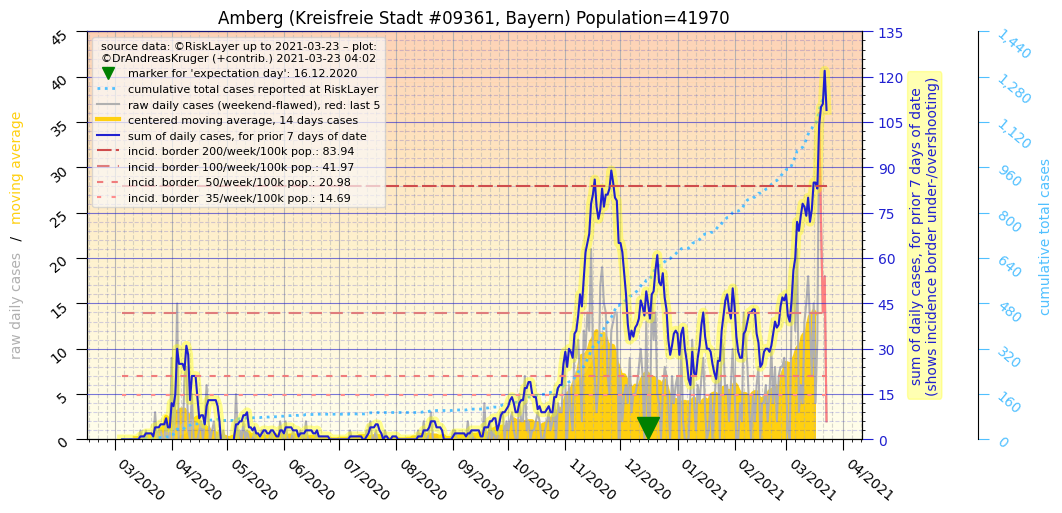 Amberg (Kreisfreie Stadt #09361, Bayern) Population=41970
source data: ©RiskLayer up to 2021-03-23 – plot:
©DrAndreasKruger (+contrib.) 2021-03-23 04:02
marker for 'expectation day': 16.12.2020
cumulative total cases reported at RiskLayer
raw daily cases (weekend-flawed), red: last 5
centered moving average, 14 days cases
sum of daily cases, for prior 7 days of date
incid. border 200/week/100k pop.: 83.94
incid. border 100/week/100k pop.: 41.97
incid. border  50/week/100k pop.: 20.98
incid. border  35/week/100k pop.: 14.69
raw daily cases / moving average
45
40
35
30
25
20
15
10
5
0
03/2020
04/2020
05/2020
06/2020
07/2020
08/2020
09/2020
10/2020
11/2020
12/2020
01/2021
02/2021
03/2021
04/2021
135
120
105
90
75
60
45
30
15
0
sum of daily cases, for prior 7 days of date
(shows incidence border under-/overshooting)
1,440
1,280
1,120
960
800
640
480
320
160
0
cumulative total cases